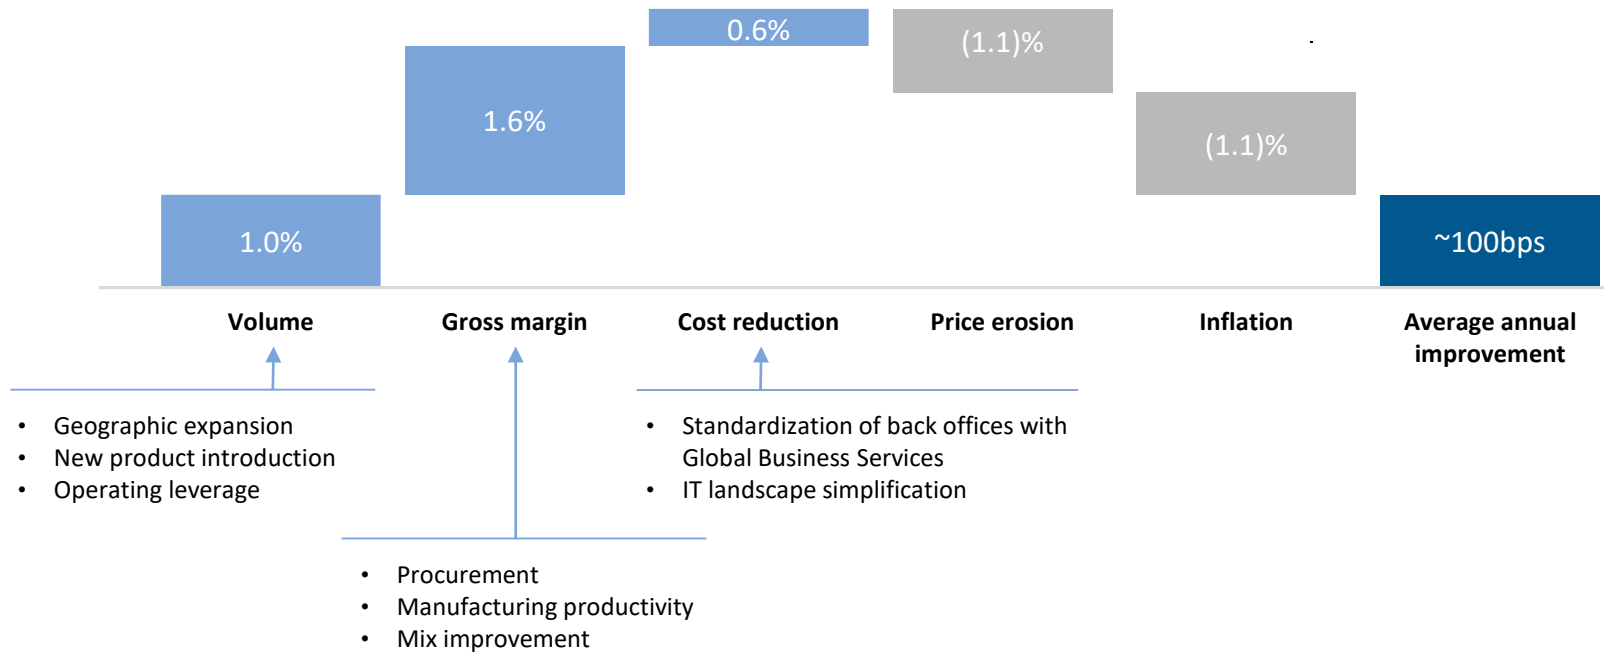 0.6%
(1.1)%
1.6%
(1.1)%
1.0%
~100bps
Volume
Gross margin
Cost reduction
Price erosion
Inflation
Average annual
improvement
• Geographic expansion
• New product introduction
• Operating leverage
• Standardization of back offices with
Global Business Services
• IT landscape simplification
• Procurement
• Manufacturing productivity
• Mix improvement